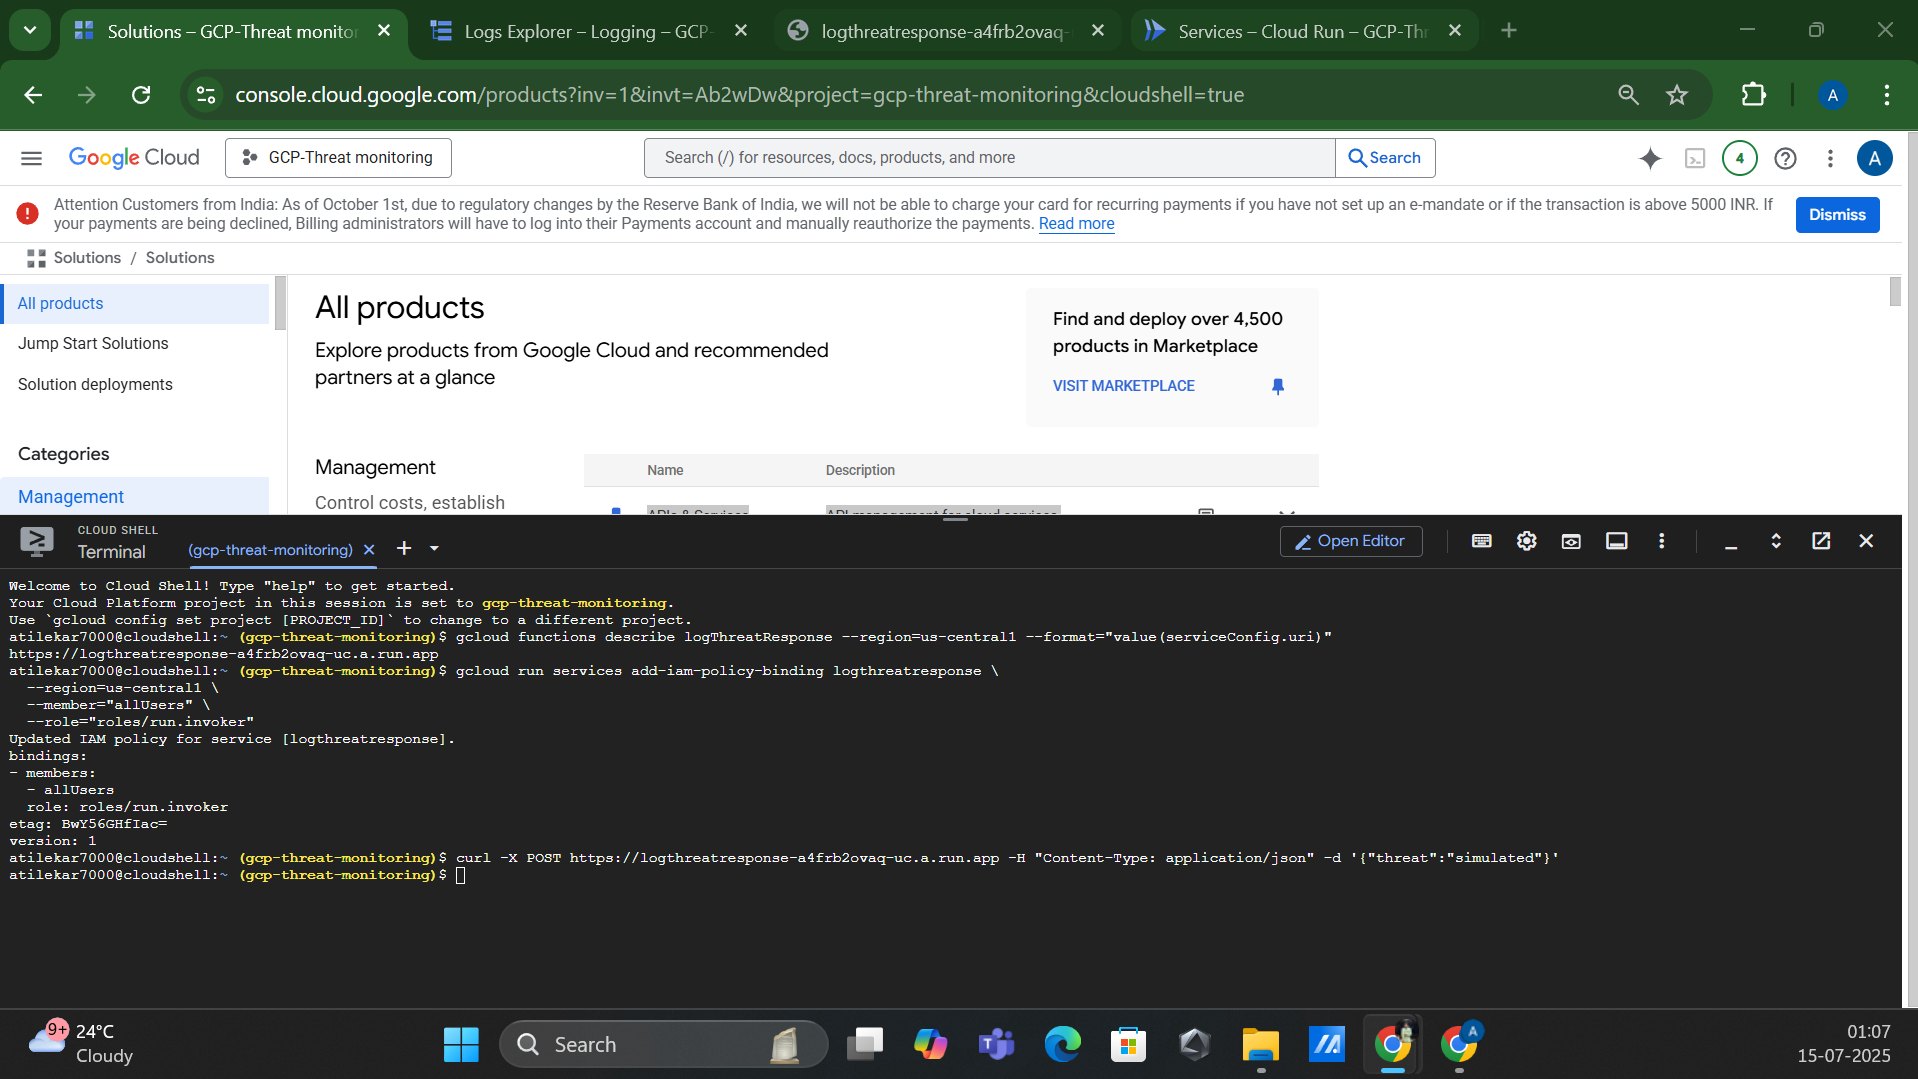 Solutions – GCP-Threat monitor
Logs Explorer – Logging – GCP-
logthreatresponse-a4frb2ovaq-
Services – Cloud Run – GCP-Thr
console.cloud.google.com/products?inv=1&invt=Ab2wDw&project=gcp-threat-monitoring&cloudshell=true
A
Google Cloud
GCP-Threat monitoring
Search (/) for resources, docs, products, and more
Search
4
A
Attention Customers from India: As of October 1st, due to regulatory changes by the Reserve Bank of India, we will not be able to charge your card for recurring payments if you have not set up an e-mandate or if the transaction is above 5000 INR. If
your payments are being declined, Billing administrators will have to log into their Payments account and manually reauthorize the payments. Read more
Dismiss
Solutions / Solutions
All products
Jump Start Solutions
Solution deployments
Categories
Management
All products
Explore products from Google Cloud and recommended
partners at a glance
Find and deploy over 4,500
products in Marketplace
VISIT MARKETPLACE
Management
Control costs, establish
Name
Description
APIs & Services
API management for cloud services
CLOUD SHELL
Terminal
(gcp-threat-monitoring)
Open Editor
Welcome to Cloud Shell! Type "help" to get started.
Your Cloud Platform project in this session is set to gcp-threat-monitoring.
Use `gcloud config set project [PROJECT_ID]` to change to a different project.
atilekar7000@cloudshell:~ (gcp-threat-monitoring)$ gcloud functions describe logThreatResponse --region=us-central1 --format="value(serviceConfig.uri)"
https://logthreatresponse-a4frb2ovaq-uc.a.run.app
atilekar7000@cloudshell:~ (gcp-threat-monitoring)$ gcloud run services add-iam-policy-binding logthreatresponse \
--region=us-central1 \
--member="allUsers" \
--role="roles/run.invoker"
Updated IAM policy for service [logthreatresponse].
bindings:
- members:
- allUsers
role: roles/run.invoker
etag: BwY56GHfIac=
version: 1
atilekar7000@cloudshell:~ (gcp-threat-monitoring)$ curl -X POST https://logthreatresponse-a4frb2ovaq-uc.a.run.app -H "Content-Type: application/json" -d '{"threat":"simulated"}'
atilekar7000@cloudshell:~ (gcp-threat-monitoring)$
9+
24°C
Cloudy
Search
A
01:07
15-07-2025